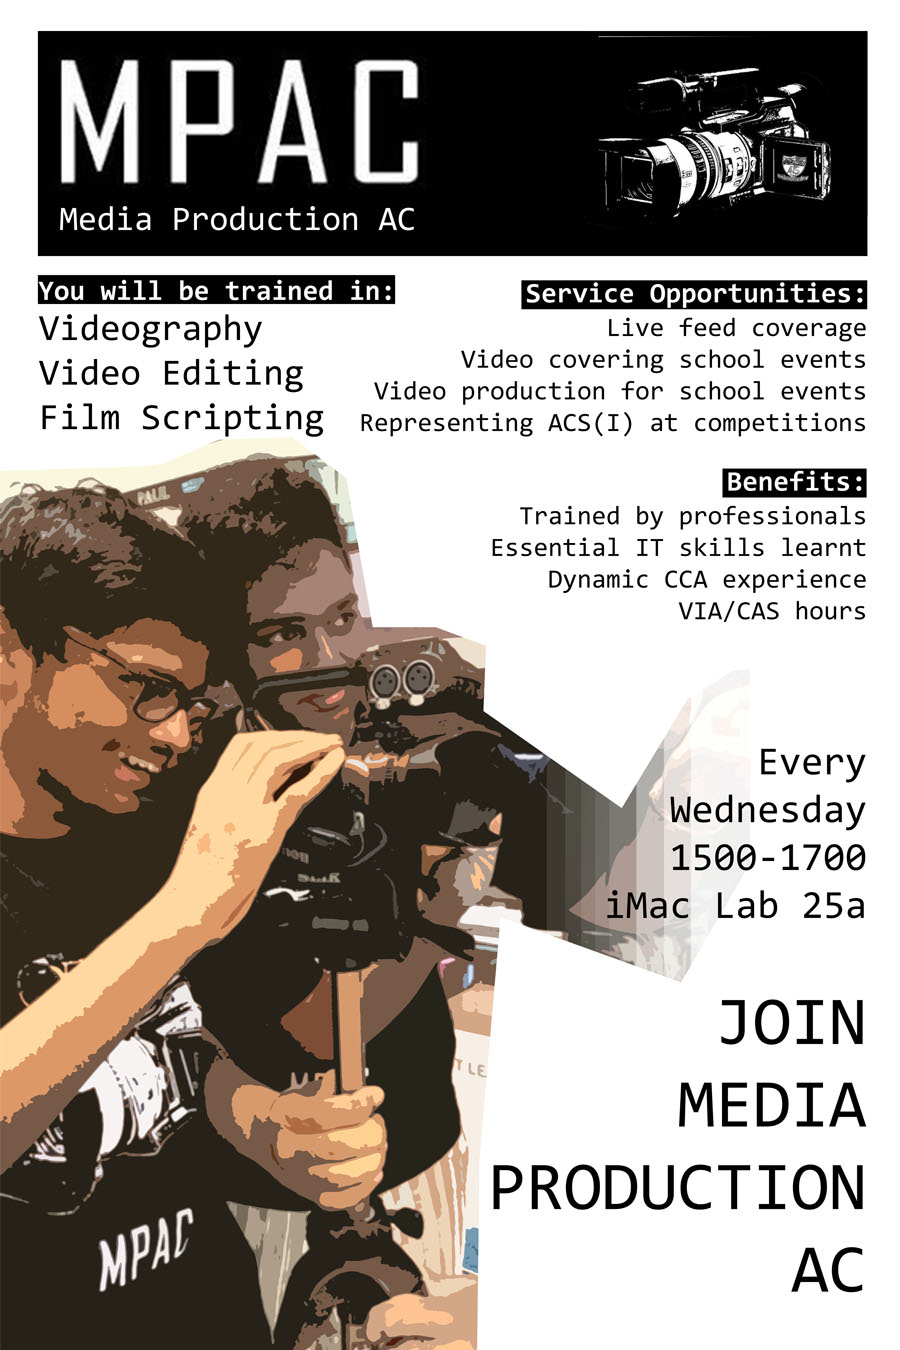 MPAC
Media Production AC
You will be trained in:
Videography
Video Editing
Film Scripting
Service Opportunities:
Live feed coverage
Video covering school events
Video production for school events
Representing ACS(I) at competitions
Benefits:
Trained by professionals
Essential IT skills learnt
Dynamic CCA experience
VIA/CAS hours
PAUL
Every
Wednesday
1500-1700
iMac Lab 25a
JOIN
MEDIA
PRODUCTION
AC
MPAC